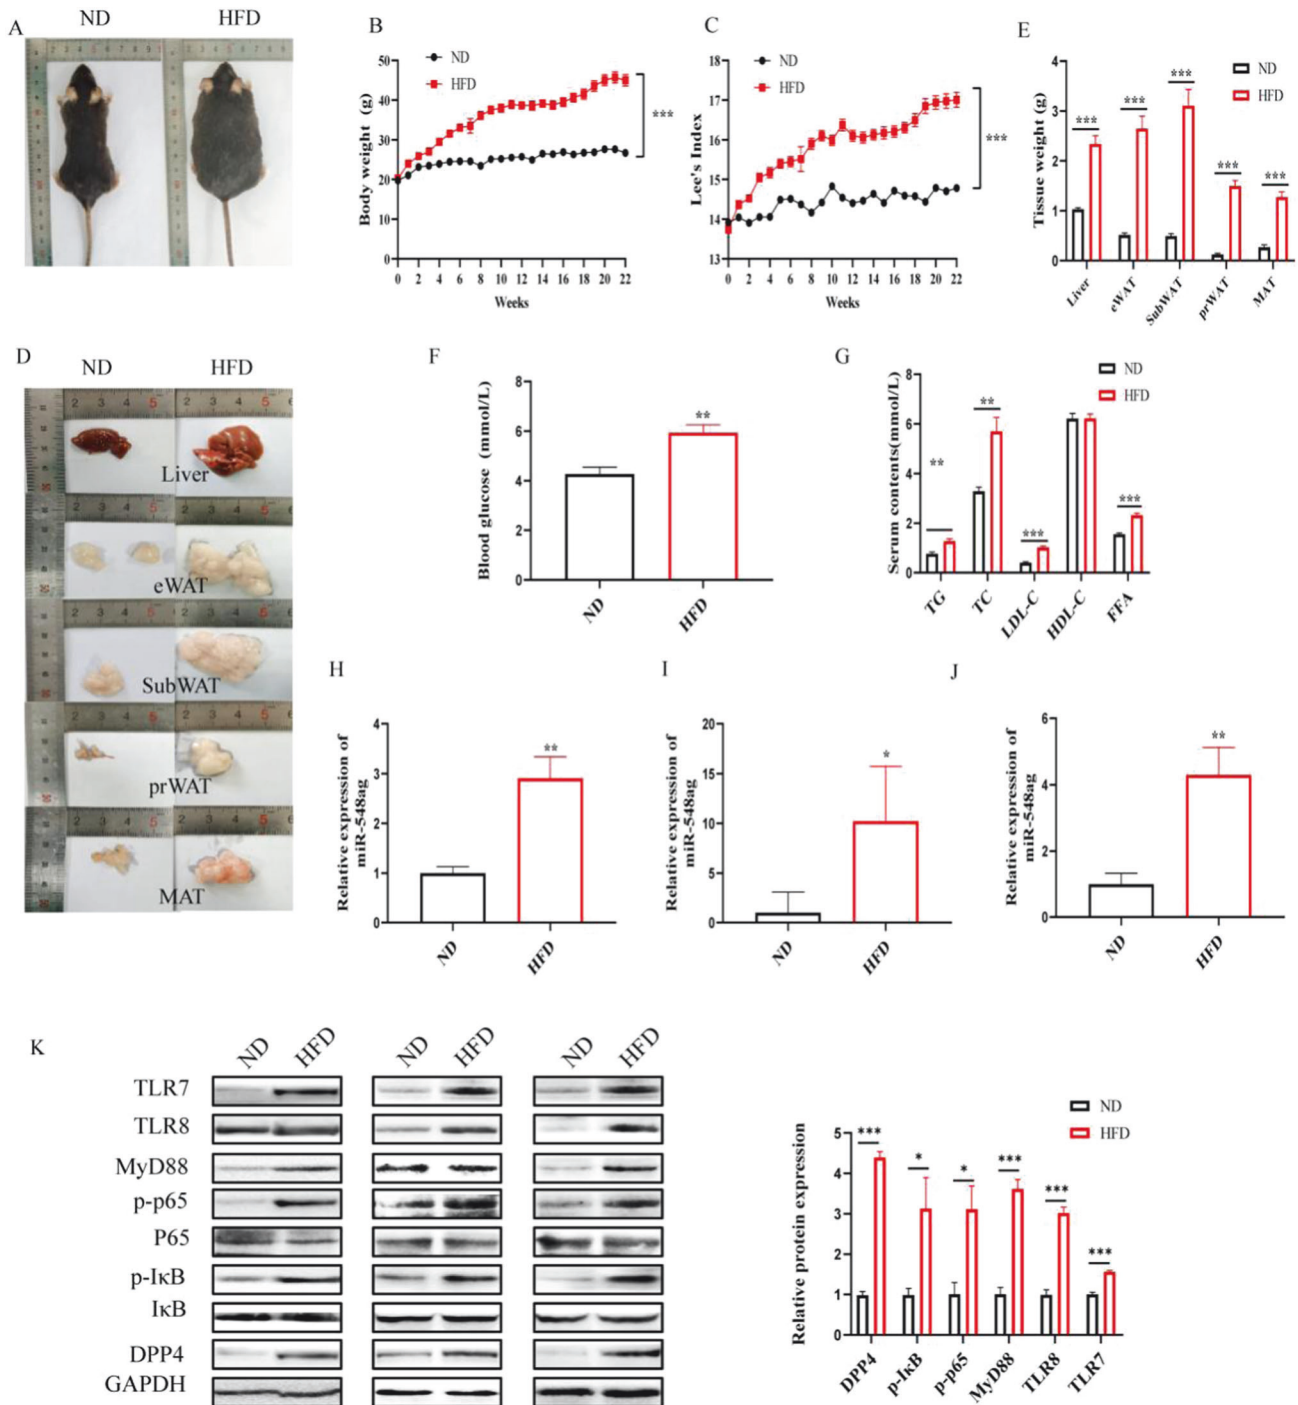 A
ND
HFD
B
ND
HFD
Body weight (g)
50
40
30
20
10
0
0 2 4 6 8 10 12 14 16 18 20 22
Weeks
***
C
ND
HFD
Lee's Index
18
17
16
15
14
13
0 2 4 6 8 10 12 14 16 18 20 22
Weeks
***
E
ND
HFD
Tissue weight (g)
4
3
2
1
0
*** *** *** *** ***
Liver eWAT SubWAT prWAT MAT
D
ND
HFD
Liver
eWAT
SubWAT
prWAT
MAT
F
Blood glucose (mmol/L)
8
6
4
2
0
**
ND HFD
G
ND
HFD
Serum contents(mmol/L)
8
6
4
2
0
** ** *** ***
TG TC LDL-C HDL-C FFA
H
Relative expression of
miR-548ag
4
3
2
1
0
**
ND HFD
I
Relative expression of
miR-548ag
20
15
10
5
0
*
ND HFD
J
Relative expression of
miR-548ag
6
4
2
0
**
ND HFD
K
ND HFD ND HFD ND HFD
TLR7
TLR8
MyD88
p-p65
P65
p-IκB
IκB
DPP4
GAPDH
ND
HFD
Relative protein expression
5
4
3
2
1
0
*** * * *** *** ***
DPP4 p-IκB p-p65 MyD88 TLR8 TLR7